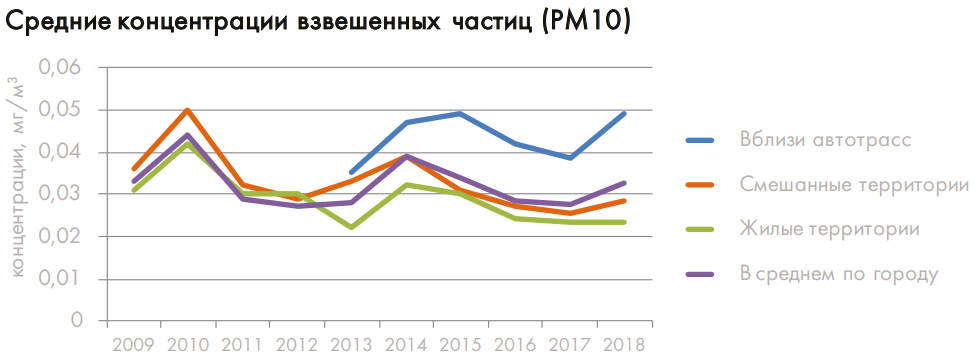 Средние концентрации взвешенных частиц (PM10)
концентрации, мг/м³
0,06
0,05
0,04
0,03
0,02
0,01
0
2009 2010 2011 2012 2013 2014 2015 2016 2017 2018
Вблизи автотрасс
Смешанные территории
Жилые территории
В среднем по городу